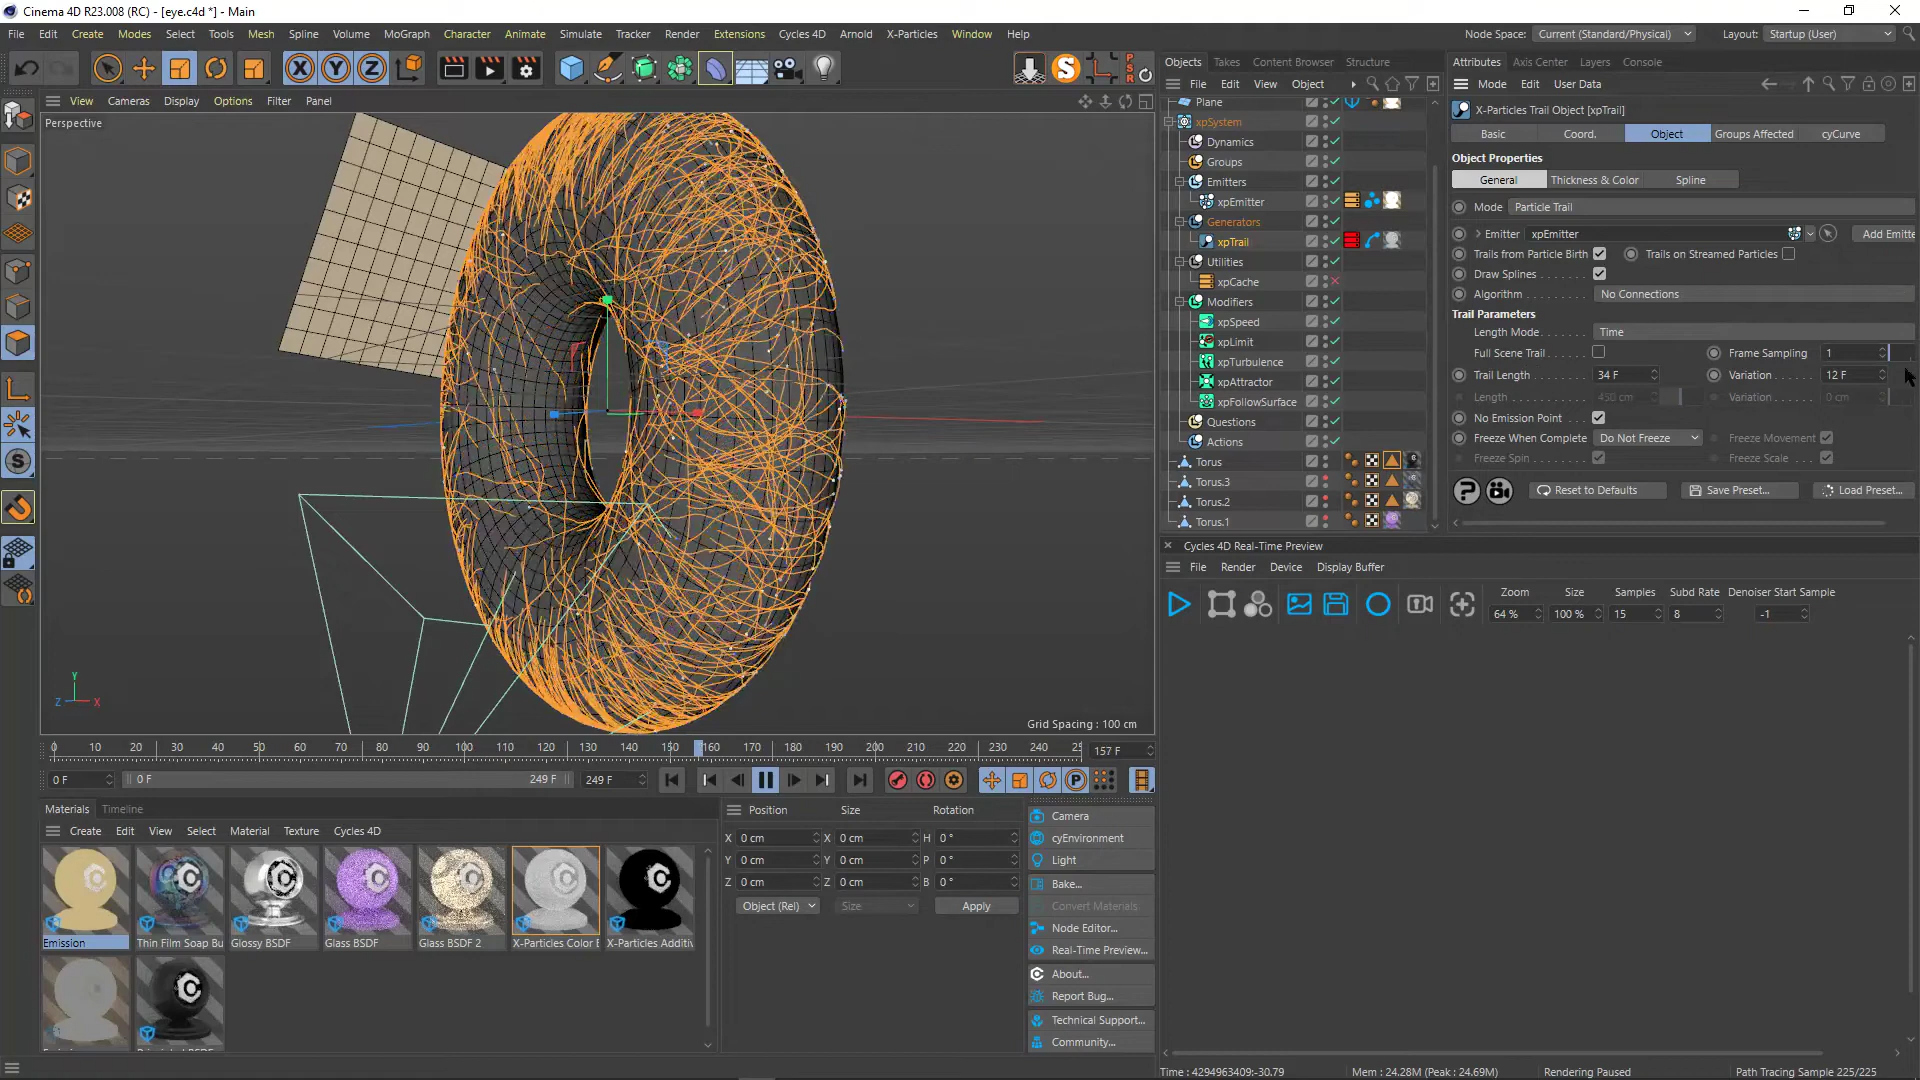 Cinema 4D R23.008 (RC) - [eye.c4d *] - Main
File Edit Create Modes Select Tools Mesh Spline Volume MoGraph Character Animate Simulate Tracker Render Extensions Cycles 4D Arnold X-Particles Window Help Node Space: Current (Standard/Physical) Layout: Startup (User)
X Y Z
PSR
View Cameras Display Options Filter Panel
Perspective
Grid Spacing : 100 cm
Y
Z X
0 10 20 30 40 50 60 70 80 90 100 110 120 130 140 150 160 170 180 190 200 210 220 230 240 25 157 F
0 F 0 F 249 F 249 F
Objects Takes Content Browser Structure
File Edit View Object
Plane
xpSystem
Dynamics
Groups
Emitters
xpEmitter
Generators
xpTrail
Utilities
xpCache
Modifiers
xpSpeed
xpLimit
xpTurbulence
xpAttractor
xpFollowSurface
Questions
Actions
Torus
Torus.3
Torus.2
Torus.1
Attributes Axis Center Layers Console
Mode Edit User Data
X-Particles Trail Object [xpTrail]
Basic Coord. Object Groups Affected cyCurve
Object Properties
General Thickness & Color Spline
Mode Particle Trail
Emitter xpEmitter Add Emitte
Trails from Particle Birth Trails on Streamed Particles
Draw Splines
Algorithm No Connections
Trail Parameters
Length Mode Time
Full Scene Trail Frame Sampling 1
Trail Length 34 F Variation 12 F
Length 450 cm Variation 0 cm
No Emission Point
Freeze When Complete Do Not Freeze Freeze Movement
Freeze Spin Freeze Scale
Reset to Defaults Save Preset... Load Preset...
Cycles 4D Real-Time Preview
File Render Device Display Buffer
Zoom Size Samples Subd Rate Denoiser Start Sample
64 % 100 % 15 8 -1
Materials Timeline
Create Edit View Select Material Texture Cycles 4D
Emission Thin Film Soap Bu Glossy BSDF Glass BSDF Glass BSDF 2 X-Particles Color E X-Particles Additiv
Position Size Rotation
X 0 cm X 0 cm H 0 °
Y 0 cm Y 0 cm P 0 °
Z 0 cm Z 0 cm B 0 °
Object (Rel) Size Apply
Camera
cyEnvironment
Light
Bake...
Convert Materials
Node Editor...
Real-Time Preview...
About...
Report Bug...
Technical Support...
Community...
Time : 4294963409:-30.79 Mem : 24.28M (Peak : 24.69M) Rendering Paused Path Tracing Sample 225/225